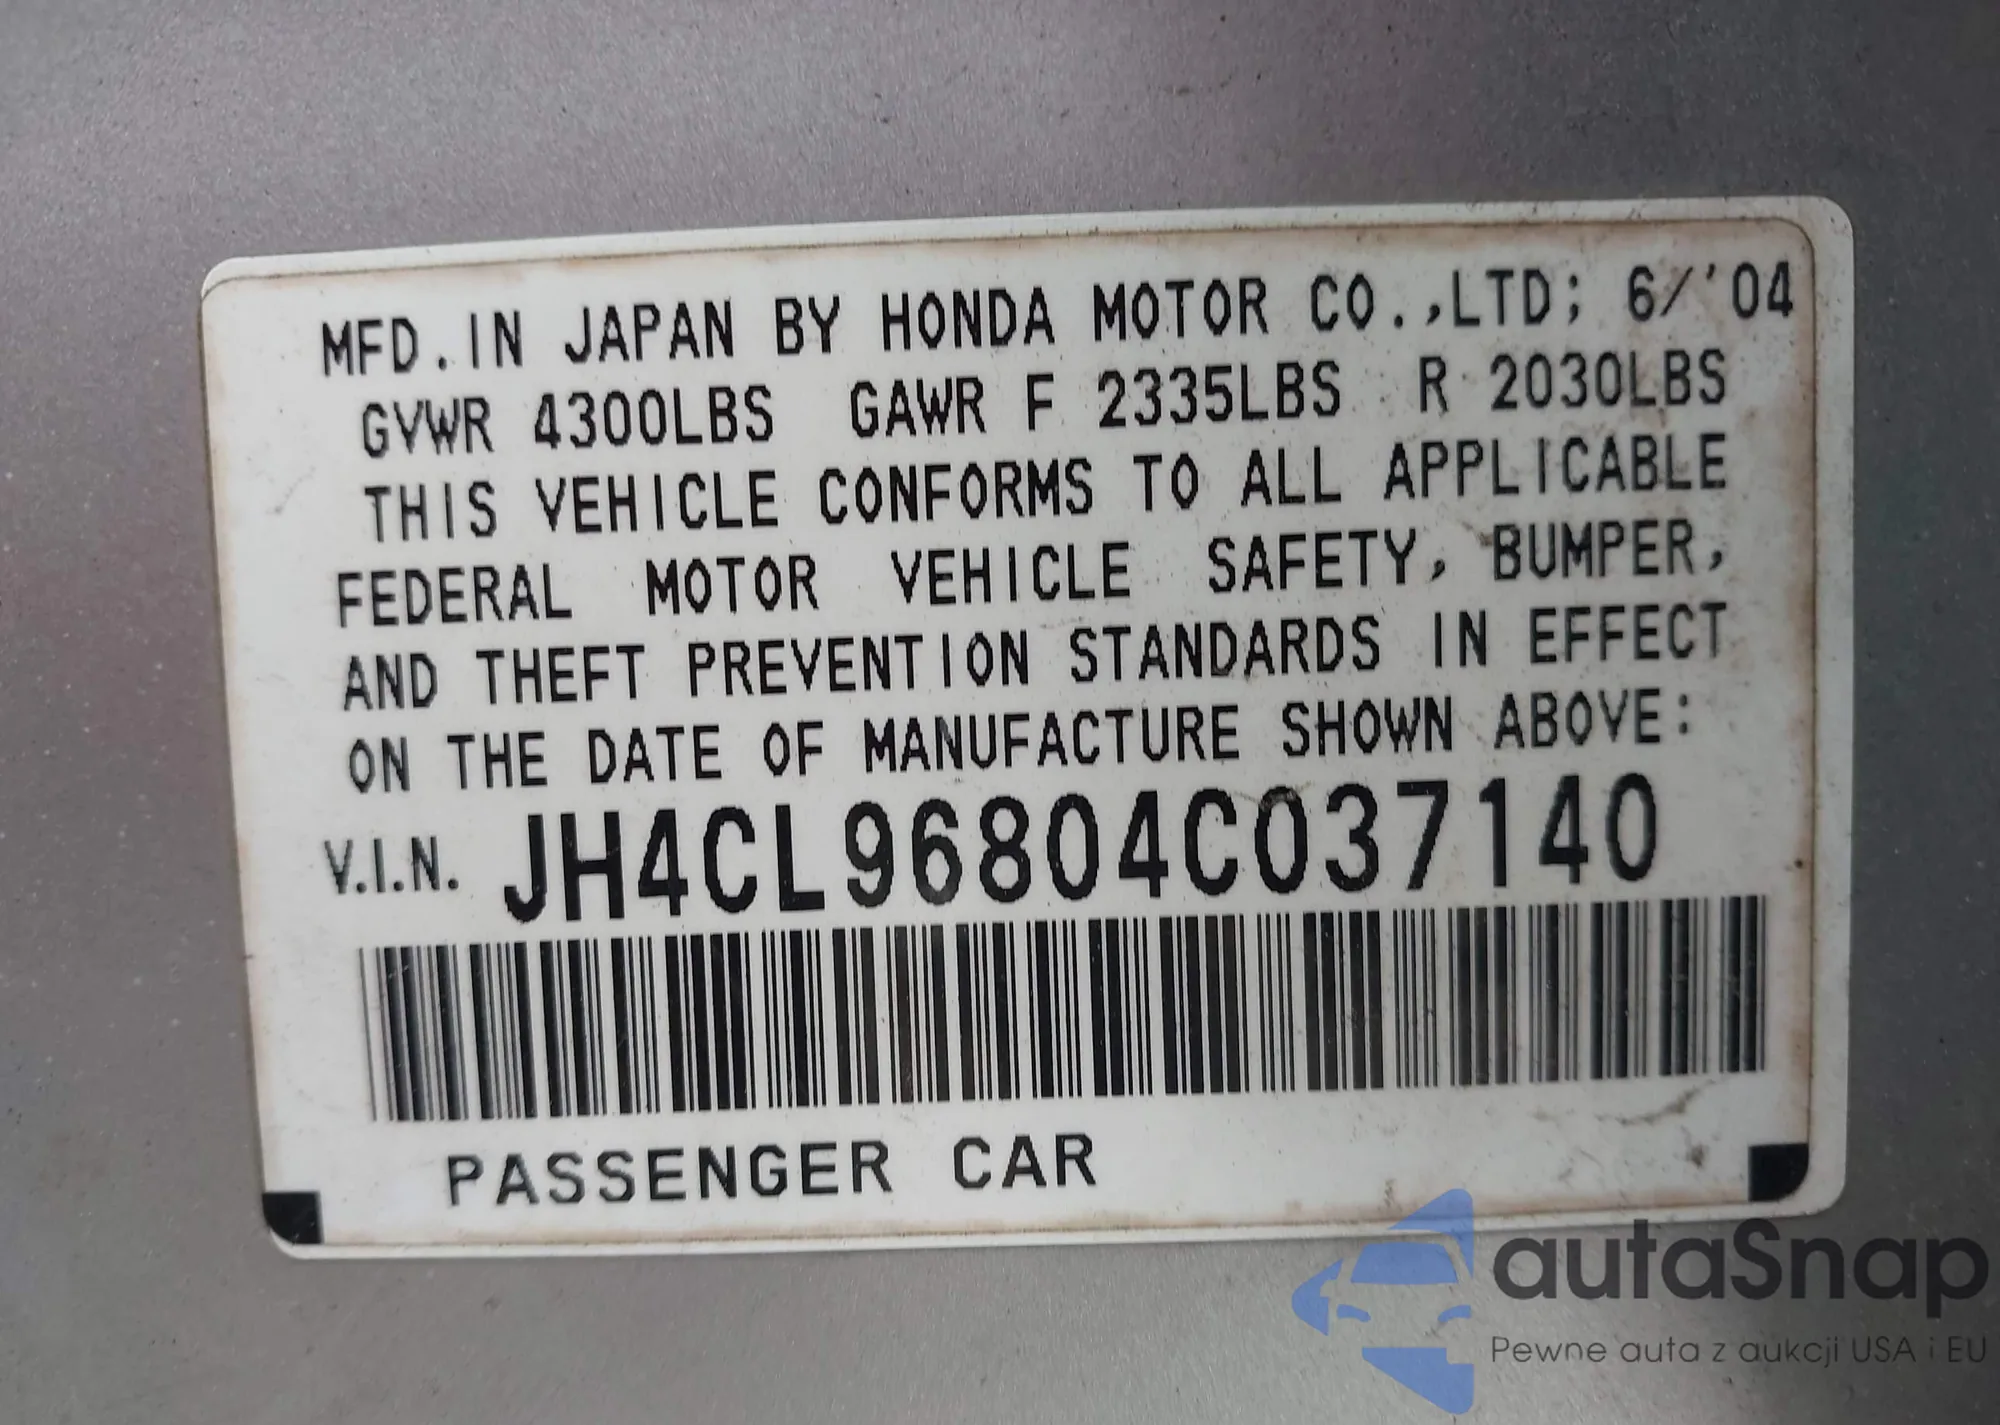 MFD. IN JAPAN BY HONDA MOTOR CO.,LTD; 6/'04
GVWR 4300LBS GAWR F 2335LBS R 2030LBS
THIS VEHICLE CONFORMS TO ALL APPLICABLE
FEDERAL MOTOR VEHICLE SAFETY, BUMPER,
AND THEFT PREVENTION STANDARDS IN EFFECT
ON THE DATE OF MANUFACTURE SHOWN ABOVE:
V.I.N. JH4CL96804C037140
PASSENGER CAR
autaSnap
Pewne auta z aukcji USA i EU